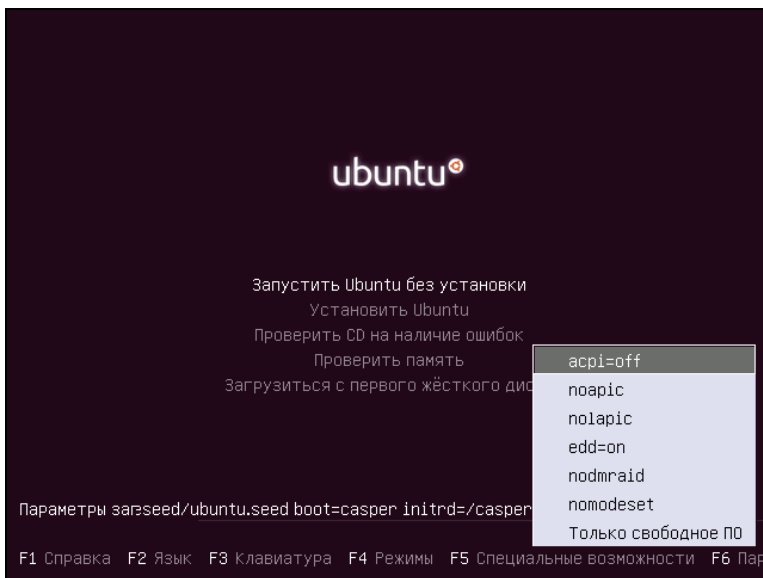 ubuntu
Запустить Ubuntu без установки
Установить Ubuntu
Проверить CD на наличие ошибок
Проверить память
Загрузиться с первого жёсткого дис
acpi=off
noapic
nolapic
edd=on
nodmraid
nomodeset
Только свободное ПО
Параметры заг=seed/ubuntu.seed boot=casper initrd=/casper
F1 Справка F2 Язык F3 Клавиатура F4 Режимы F5 Специальные возможности F6 Пар